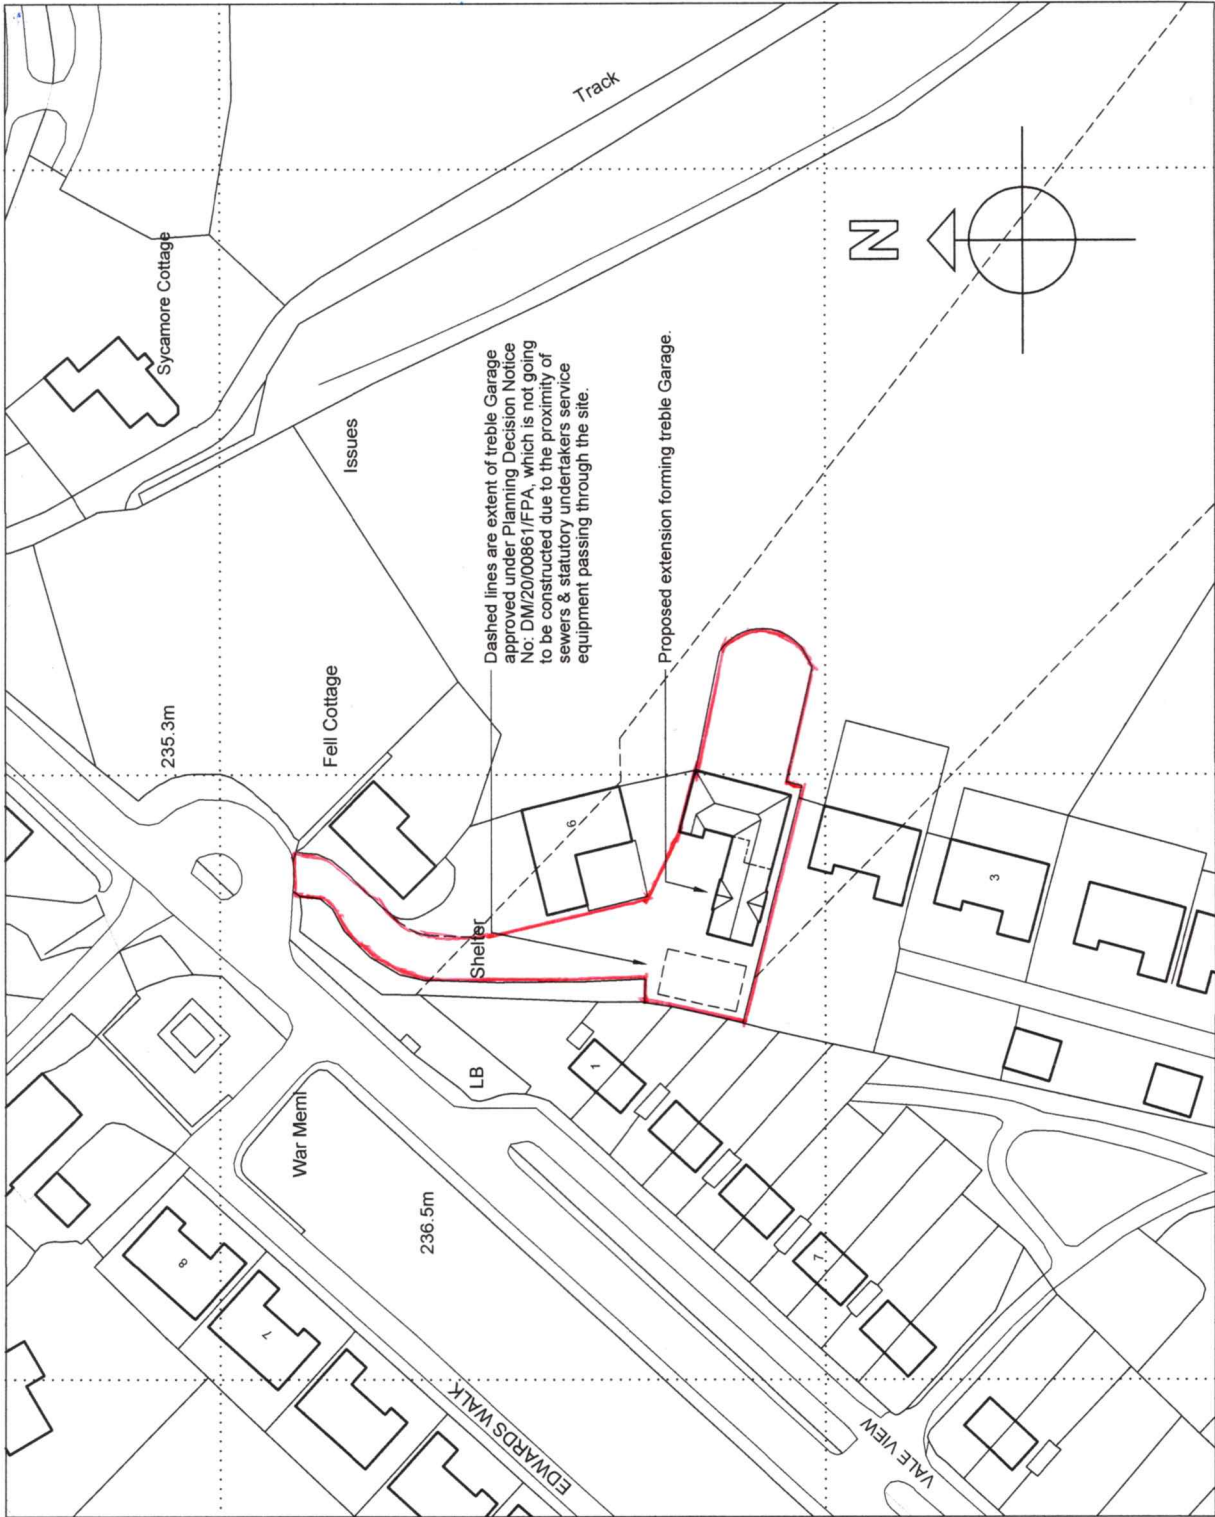 Track
Sycamore Cottage
N
Issues
Dashed lines are extent of treble Garage
approved under Planning Decision Notice
No: DM/20/00861/FPA, which is not going
to be constructed due to the proximity of
sewers & statutory undertakers service
equipment passing through the site.
Proposed extension forming treble Garage.
235.3m
Fell Cottage
6
Shelter
3
LB
1
War Meml
236.5m
8
7
7
EDWARDS WALK
VALE VIEW